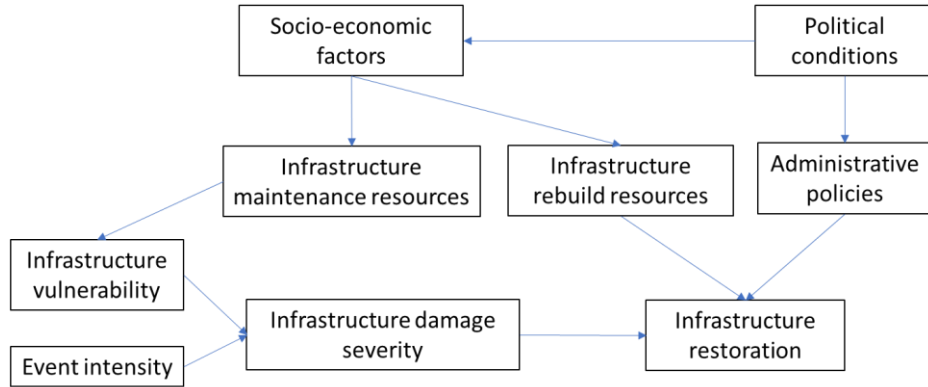 Socio-economic
factors
Political
conditions
Infrastructure
maintenance resources
Infrastructure
rebuild resources
Administrative
policies
Infrastructure
vulnerability
Infrastructure damage
severity
Infrastructure
restoration
Event intensity